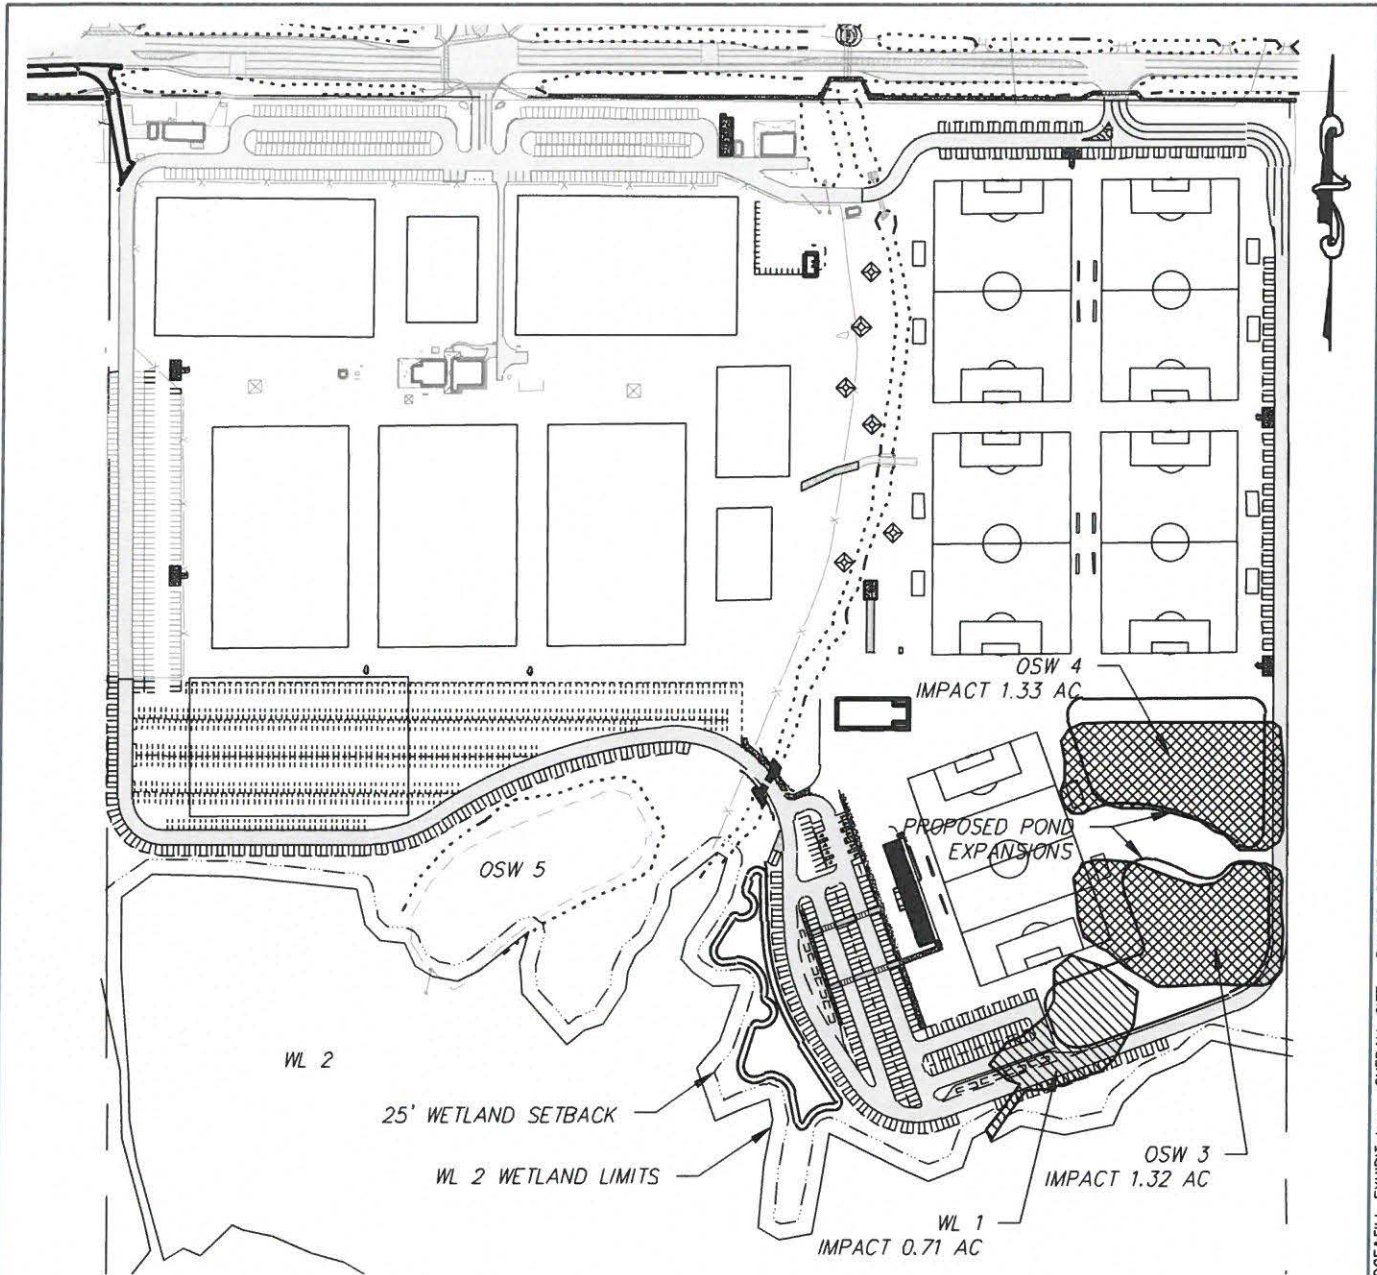 OSW 4
IMPACT 1.33 AC
PROPOSED POND
EXPANSIONS
OSW 5
WL 2
25' WETLAND SETBACK
WL 2 WETLAND LIMITS
OSW 3
IMPACT 1.32 AC
WL 1
IMPACT 0.71 AC